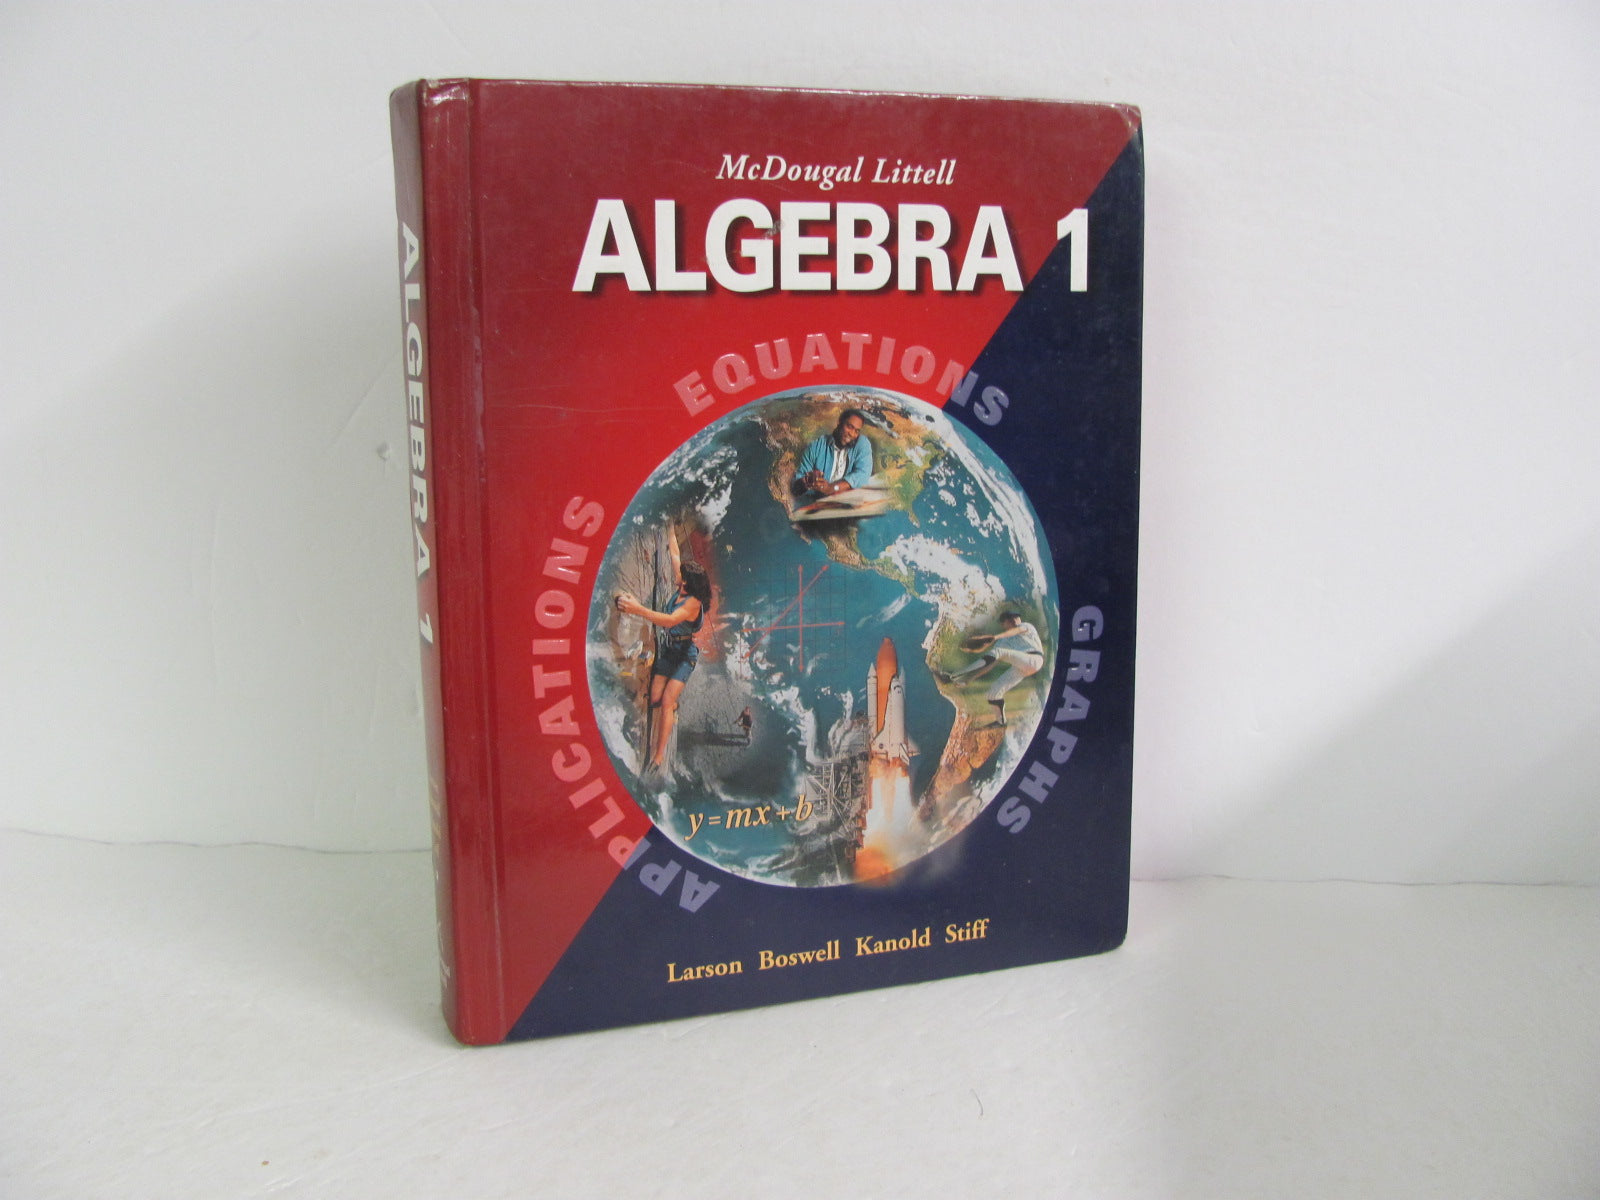 McDougal Littell
ALGEBRA 1
EQUATIONS
APPLICATIONS
GRAPHS
y = mx + b
Larson Boswell Kanold Stiff
ALGEBRA 1